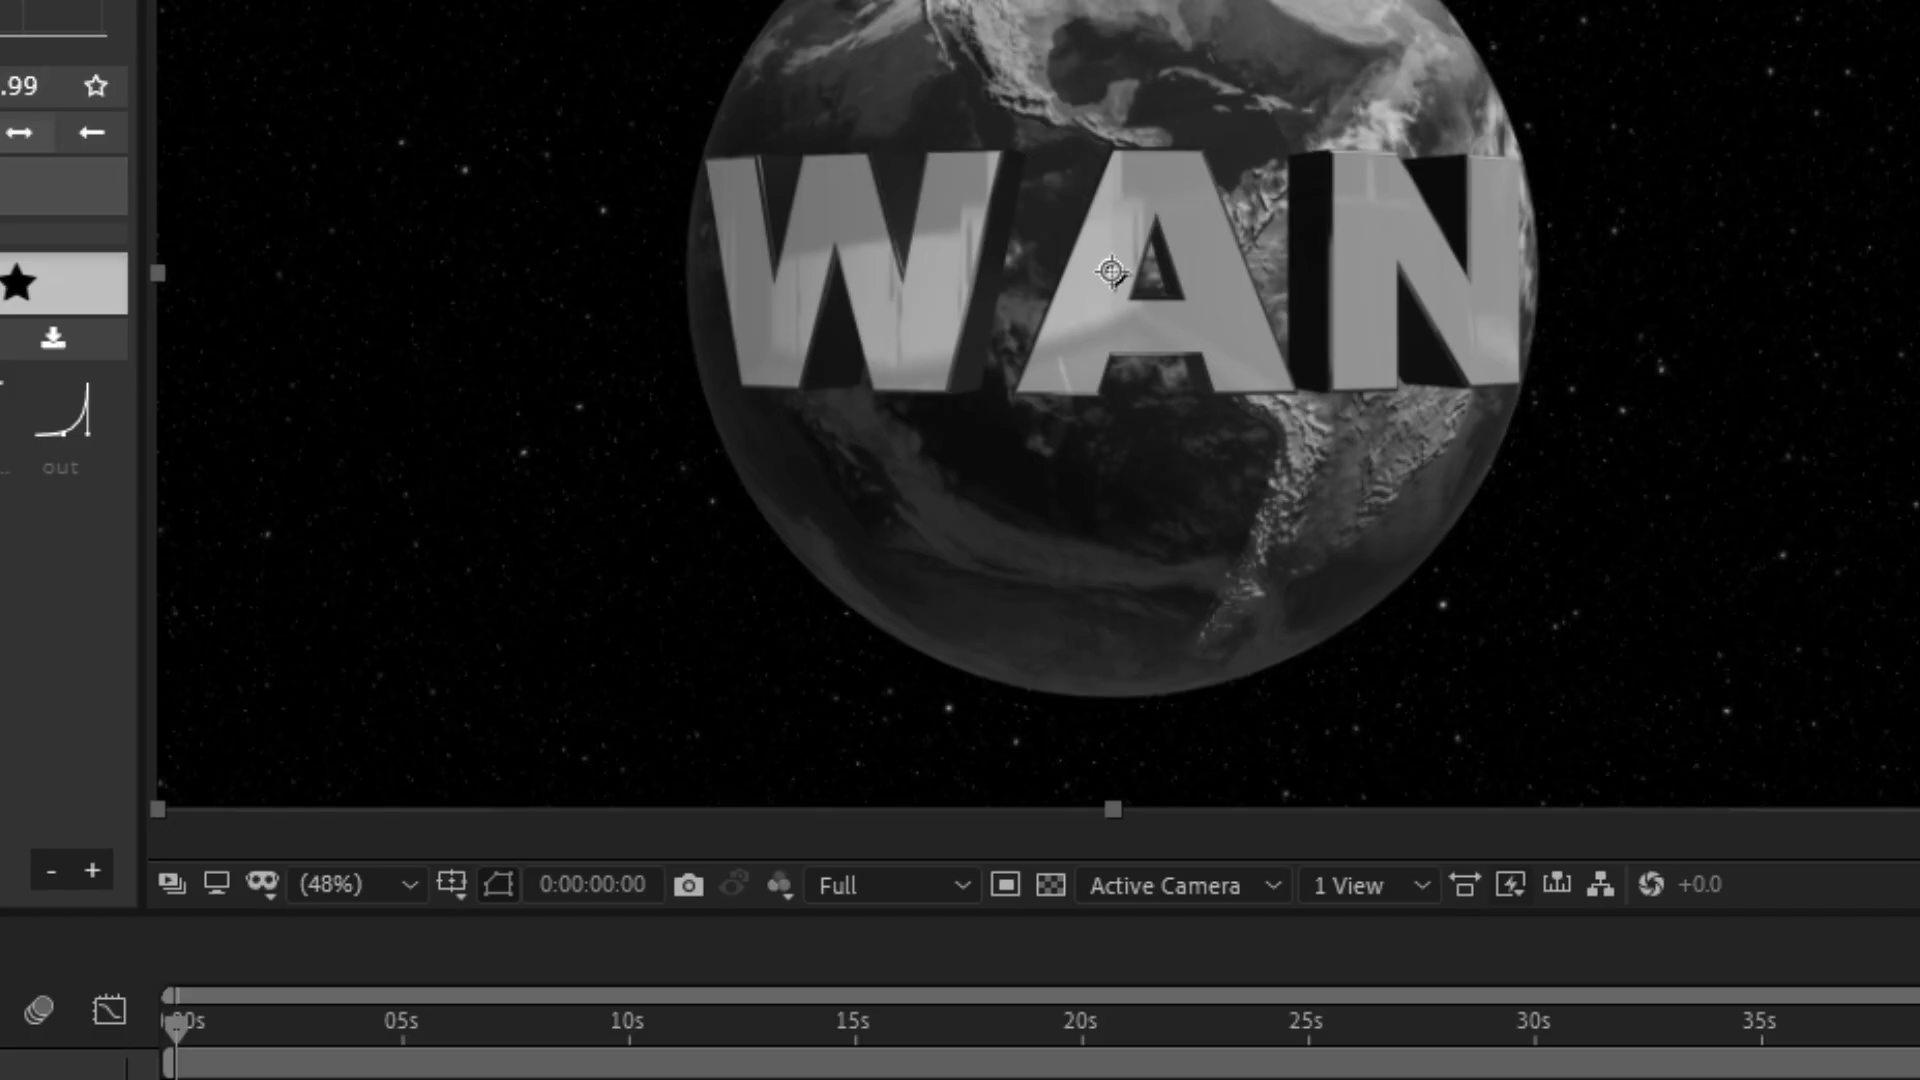 .99
WAN
out
- +
(48%) 0:00:00:00 Full Active Camera 1 View +0.0
05s 10s 15s 20s 25s 30s 35s